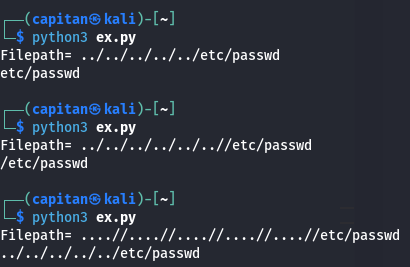 ┌──(capitan㉿kali)-[~]
└─$ python3 ex.py
Filepath= ../../../../../etc/passwd
etc/passwd
┌──(capitan㉿kali)-[~]
└─$ python3 ex.py
Filepath= ../../../../../..//etc/passwd
/etc/passwd
┌──(capitan㉿kali)-[~]
└─$ python3 ex.py
Filepath= ....//....//....//....//....//etc/passwd
../../../../../etc/passwd